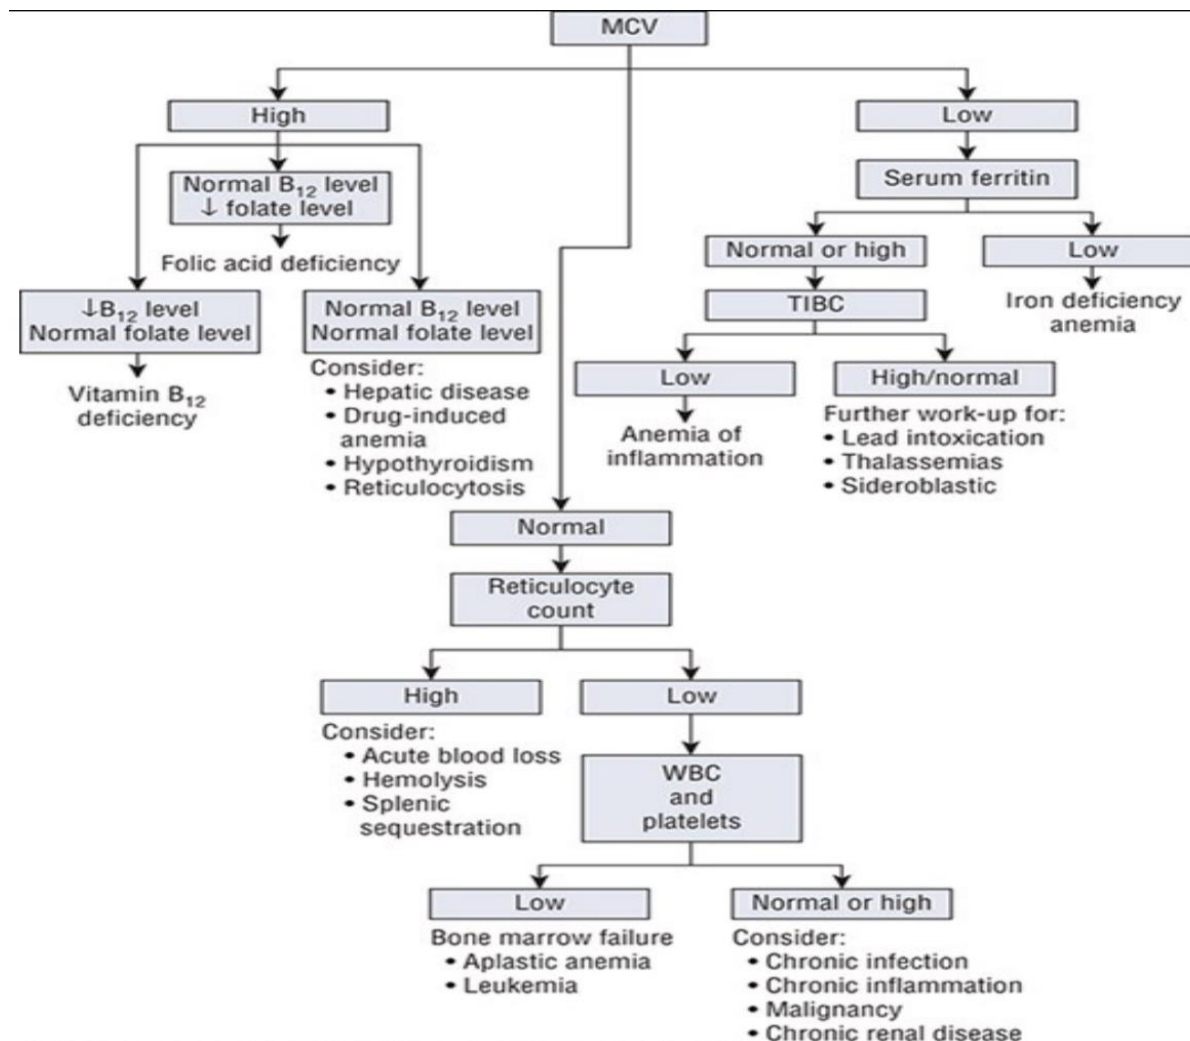 MCV
High
Low
Normal B₁₂ level
↓ folate level
Serum ferritin
Folic acid deficiency
Normal or high
Low
↓B₁₂ level
Normal folate level
Normal B₁₂ level
Normal folate level
TIBC
Iron deficiency
anemia
Vitamin B₁₂
deficiency
Consider:
• Hepatic disease
• Drug-induced
anemia
• Hypothyroidism
• Reticulocytosis
Low
High/normal
Anemia of
inflammation
Further work-up for:
• Lead intoxication
• Thalassemias
• Sideroblastic
Normal
Reticulocyte
count
High
Low
Consider:
• Acute blood loss
• Hemolysis
• Splenic
sequestration
WBC
and
platelets
Low
Normal or high
Bone marrow failure
• Aplastic anemia
• Leukemia
Consider:
• Chronic infection
• Chronic inflammation
• Malignancy
• Chronic renal disease